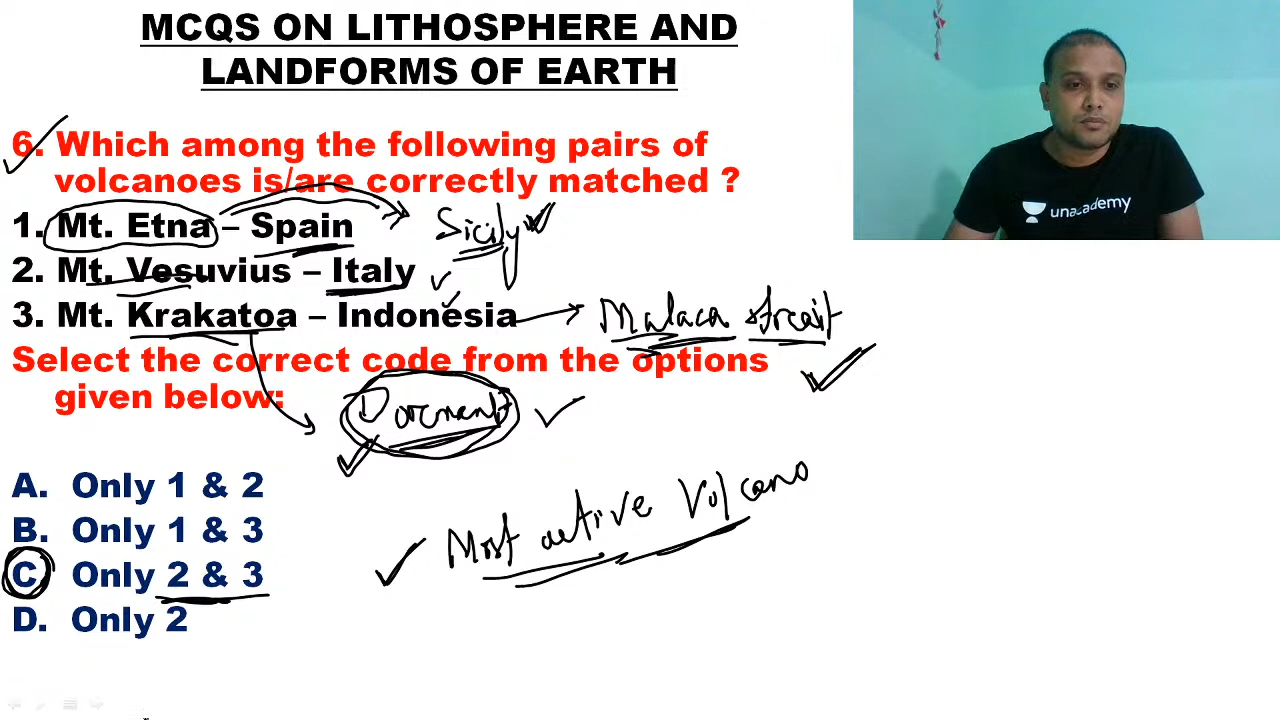 MCQS ON LITHOSPHERE AND
LANDFORMS OF EARTH
6. Which among the following pairs of
volcanoes is/are correctly matched ?
1. Mt. Etna – Spain Sicily
2. Mt. Vesuvius – Italy
3. Mt. Krakatoa – Indonesia Malaca strait
Select the correct code from the options
given below:
Dormant
A. Only 1 & 2
B. Only 1 & 3
Most active Volcano
C. Only 2 & 3
D. Only 2
unacademy